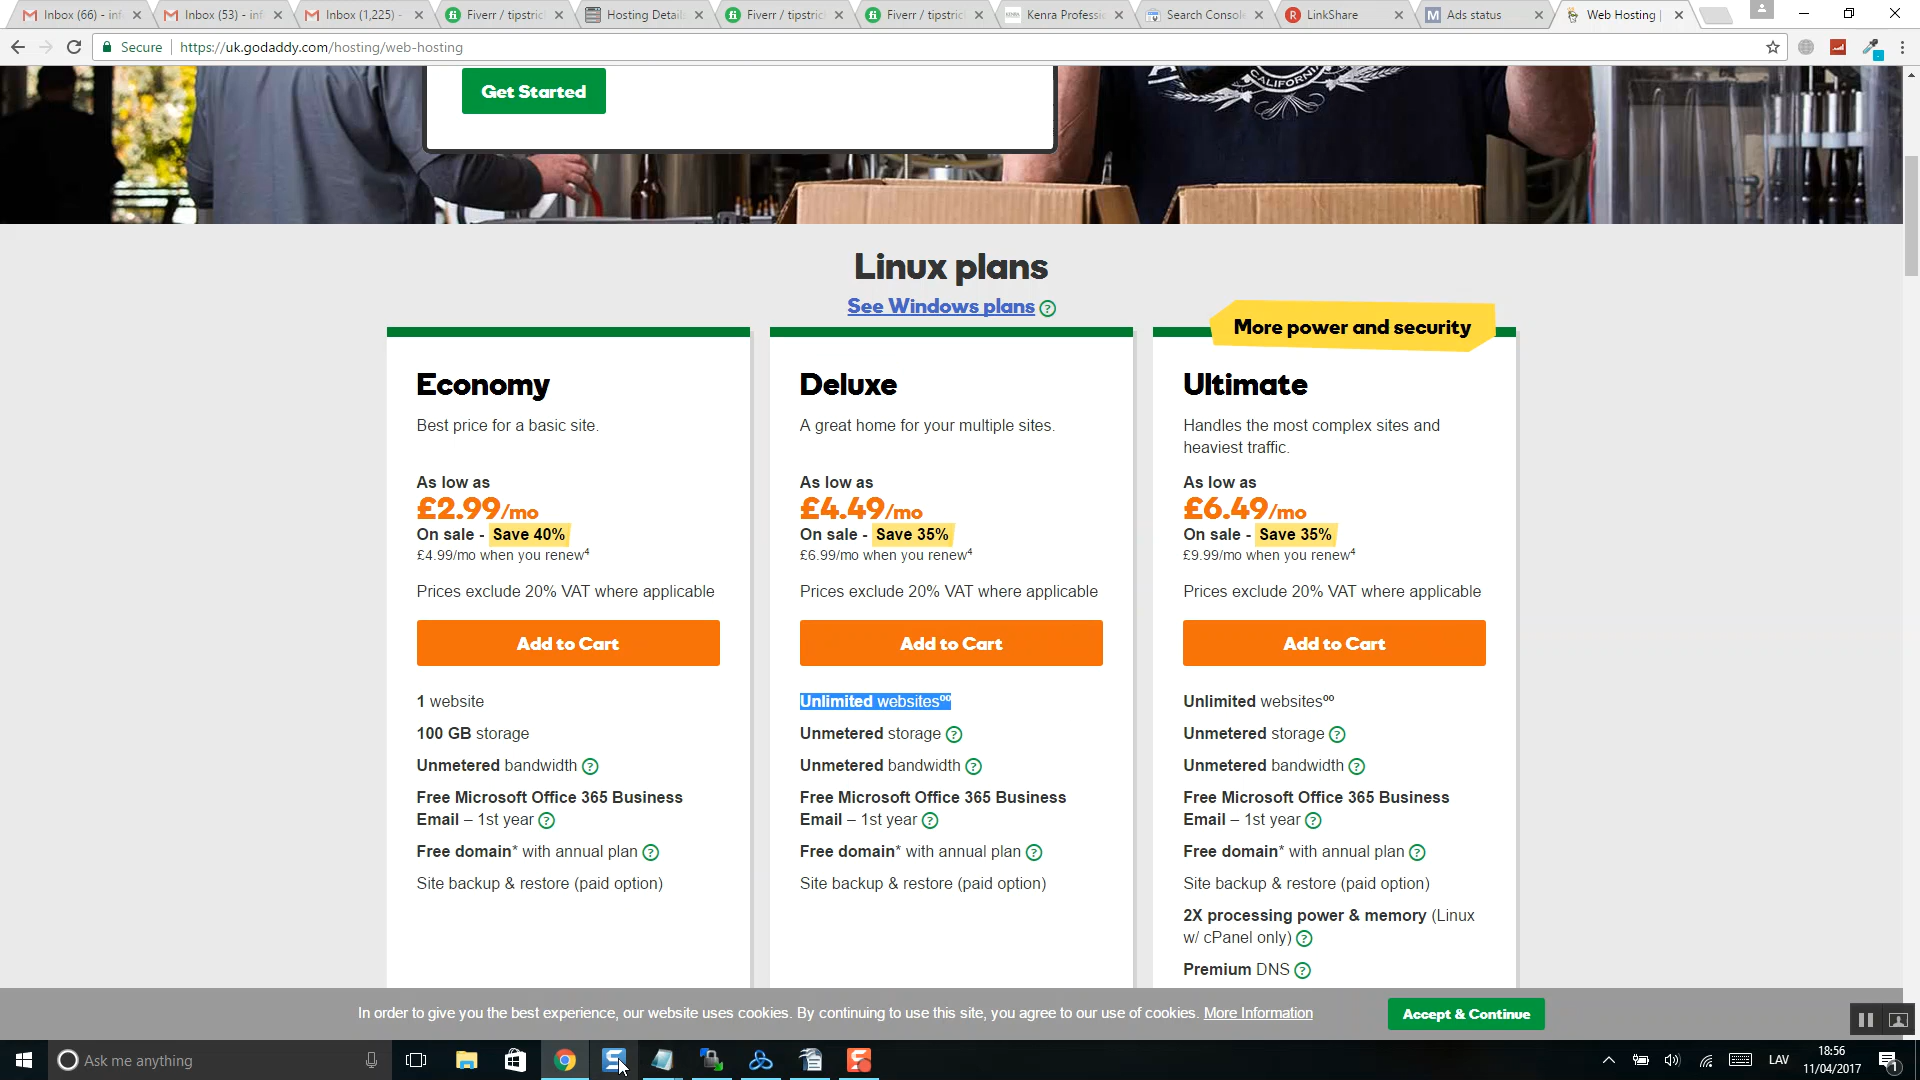 Inbox (66) - inf
Inbox (53) - inf
Inbox (1,225) -
Fiverr / tipstric
Hosting Details
Fiverr / tipstric
Fiverr / tipstric
Kenra Professio
Search Console
LinkShare
Ads status
Web Hosting |
Secure
https://uk.godaddy.com/hosting/web-hosting
CALIFORNIA
Get Started
Linux plans
See Windows plans ?
More power and security
Economy
Best price for a basic site.
As low as
£2.99/mo
On sale - Save 40%
£4.99/mo when you renew⁴
Prices exclude 20% VAT where applicable
Add to Cart
1 website
100 GB storage
Unmetered bandwidth ?
Free Microsoft Office 365 Business
Email – 1st year ?
Free domain* with annual plan ?
Site backup & restore (paid option)
Deluxe
A great home for your multiple sites.
As low as
£4.49/mo
On sale - Save 35%
£6.99/mo when you renew⁴
Prices exclude 20% VAT where applicable
Add to Cart
Unlimited websites°°
Unmetered storage ?
Unmetered bandwidth ?
Free Microsoft Office 365 Business
Email – 1st year ?
Free domain* with annual plan ?
Site backup & restore (paid option)
Ultimate
Handles the most complex sites and
heaviest traffic.
As low as
£6.49/mo
On sale - Save 35%
£9.99/mo when you renew⁴
Prices exclude 20% VAT where applicable
Add to Cart
Unlimited websites°°
Unmetered storage ?
Unmetered bandwidth ?
Free Microsoft Office 365 Business
Email – 1st year ?
Free domain* with annual plan ?
Site backup & restore (paid option)
2X processing power & memory (Linux
w/ cPanel only) ?
Premium DNS ?
In order to give you the best experience, our website uses cookies. By continuing to use this site, you agree to our use of cookies. More Information
Accept & Continue
Ask me anything
LAV
18:56
11/04/2017
1